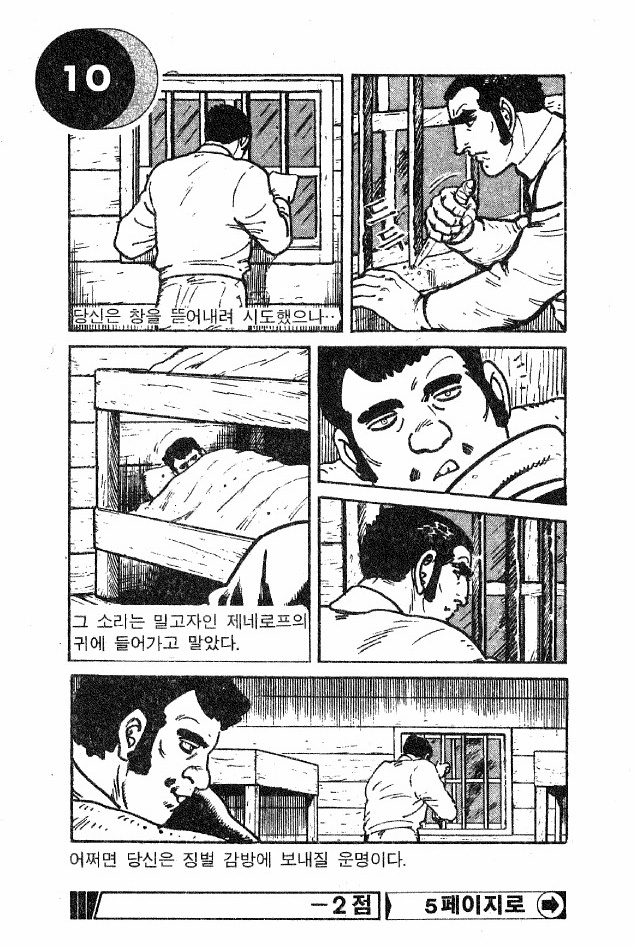 10
당신은 창을 뜯어내려 시도했으나‥
그 소리는 밀고자인 제네로프의
귀에 들어가고 말았다.
어쩌면 당신은 징벌 감방에 보내질 운명이다.
−2점
5페이지로